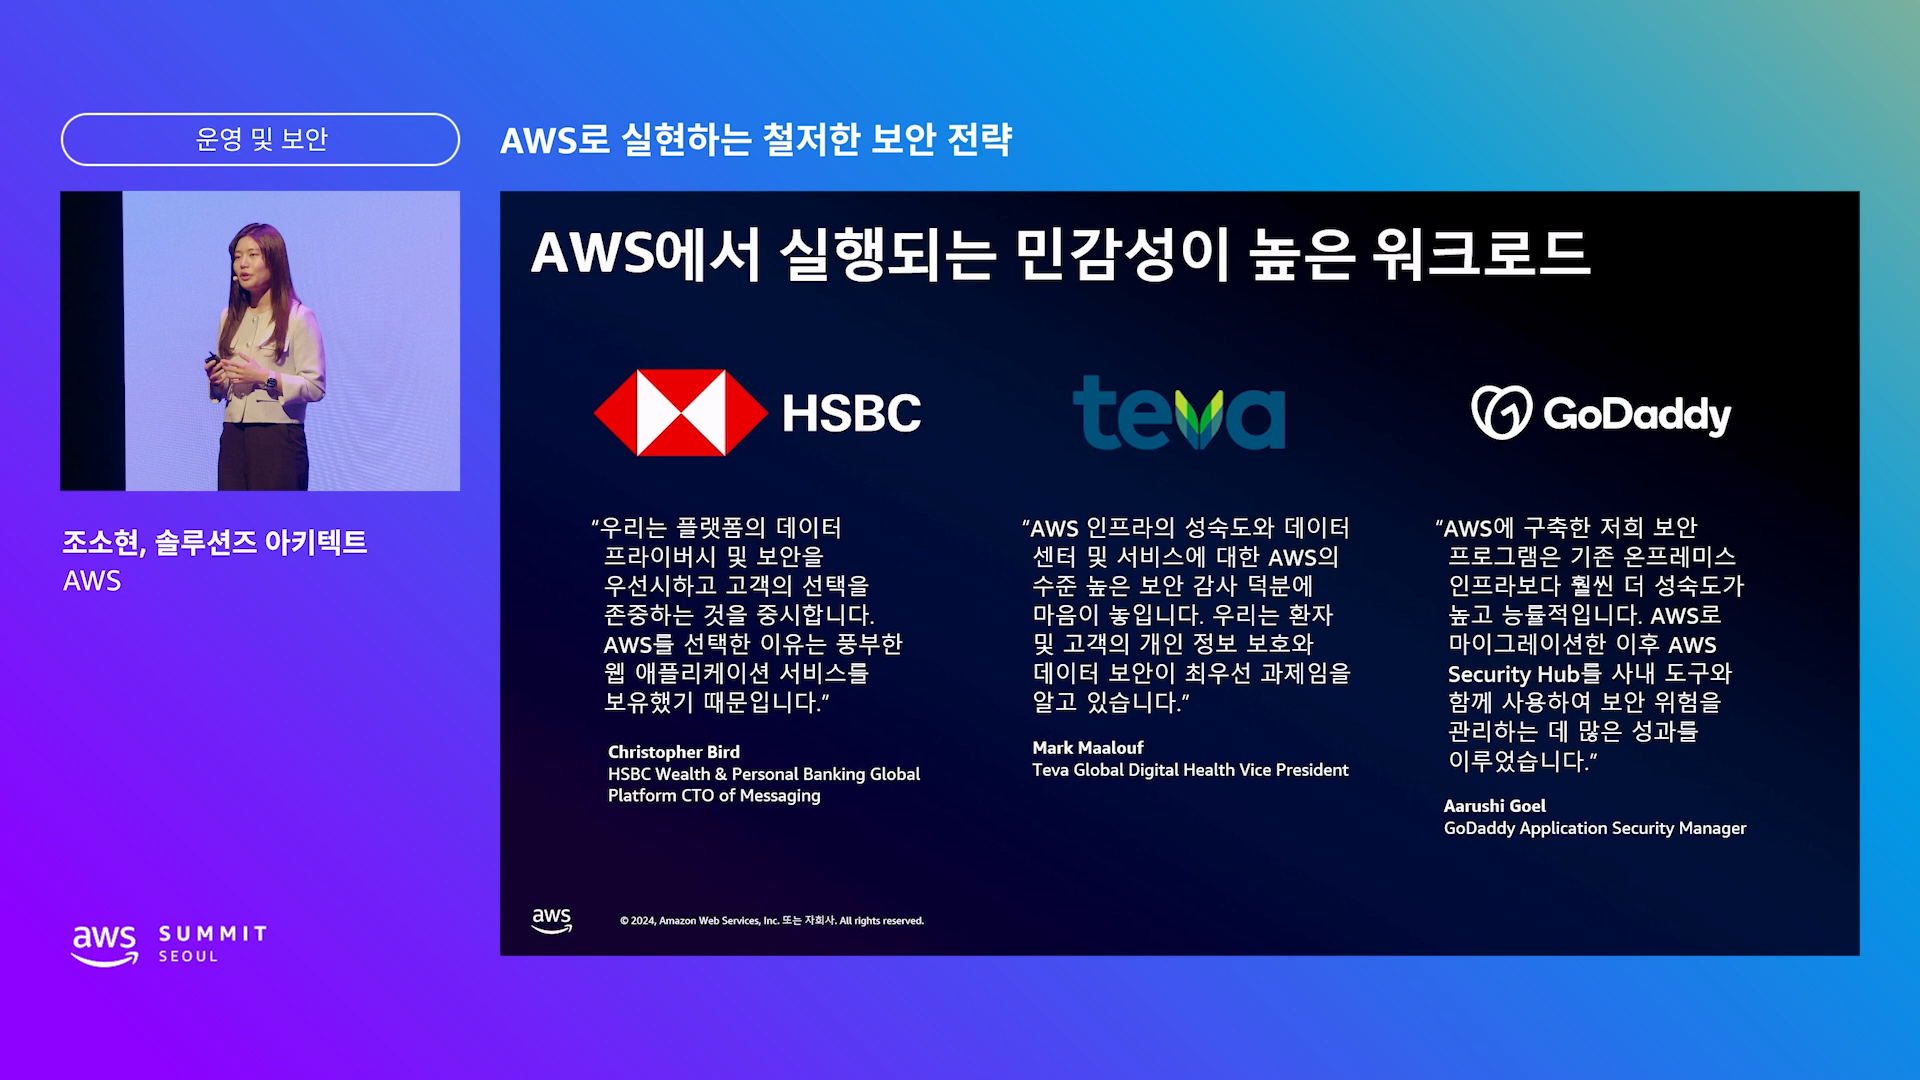 운영 및 보안
AWS로 실현하는 철저한 보안 전략
조소현, 솔루션즈 아키텍트
AWS
aws SUMMIT
SEOUL
AWS에서 실행되는 민감성이 높은 워크로드
HSBC
“우리는 플랫폼의 데이터
프라이버시 및 보안을
우선시하고 고객의 선택을
존중하는 것을 중시합니다.
AWS를 선택한 이유는 풍부한
웹 애플리케이션 서비스를
보유했기 때문입니다.”
Christopher Bird
HSBC Wealth & Personal Banking Global
Platform CTO of Messaging
teva
“AWS 인프라의 성숙도와 데이터
센터 및 서비스에 대한 AWS의
수준 높은 보안 감사 덕분에
마음이 놓입니다. 우리는 환자
및 고객의 개인 정보 보호와
데이터 보안이 최우선 과제임을
알고 있습니다.”
Mark Maalouf
Teva Global Digital Health Vice President
GoDaddy
“AWS에 구축한 저희 보안
프로그램은 기존 온프레미스
인프라보다 훨씬 더 성숙도가
높고 능률적입니다. AWS로
마이그레이션한 이후 AWS
Security Hub를 사내 도구와
함께 사용하여 보안 위험을
관리하는 데 많은 성과를
이루었습니다.”
Aarushi Goel
GoDaddy Application Security Manager
aws
© 2024, Amazon Web Services, Inc. 또는 자회사. All rights reserved.